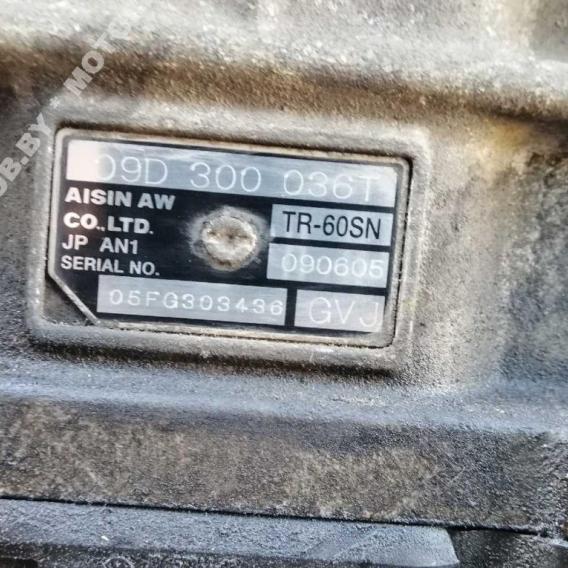 09D 300 036T
AISIN AW
CO.,LTD.
TR-60SN
JP AN1
090605
SERIAL NO.
05FG303436
GVJ